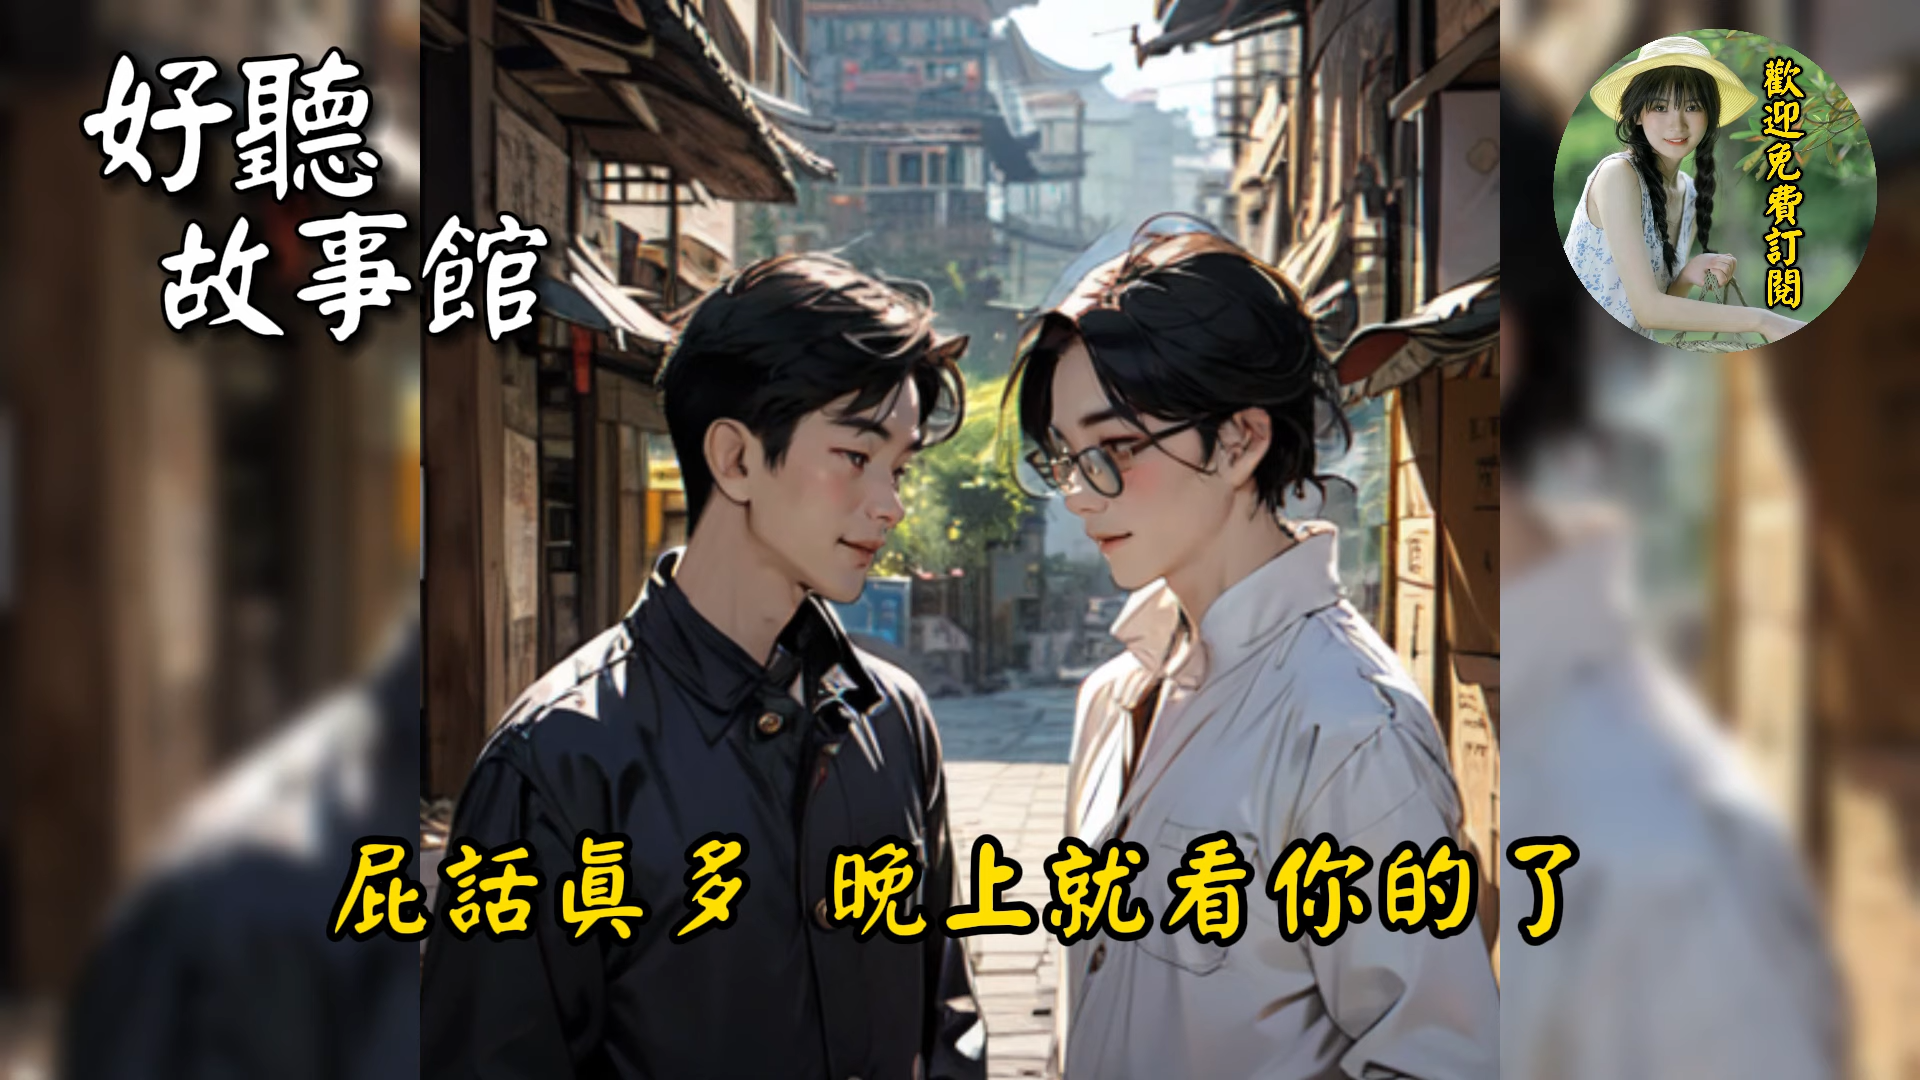 好聽
故事館
歡迎免費訂閱
屁話真多 晚上就看你的了